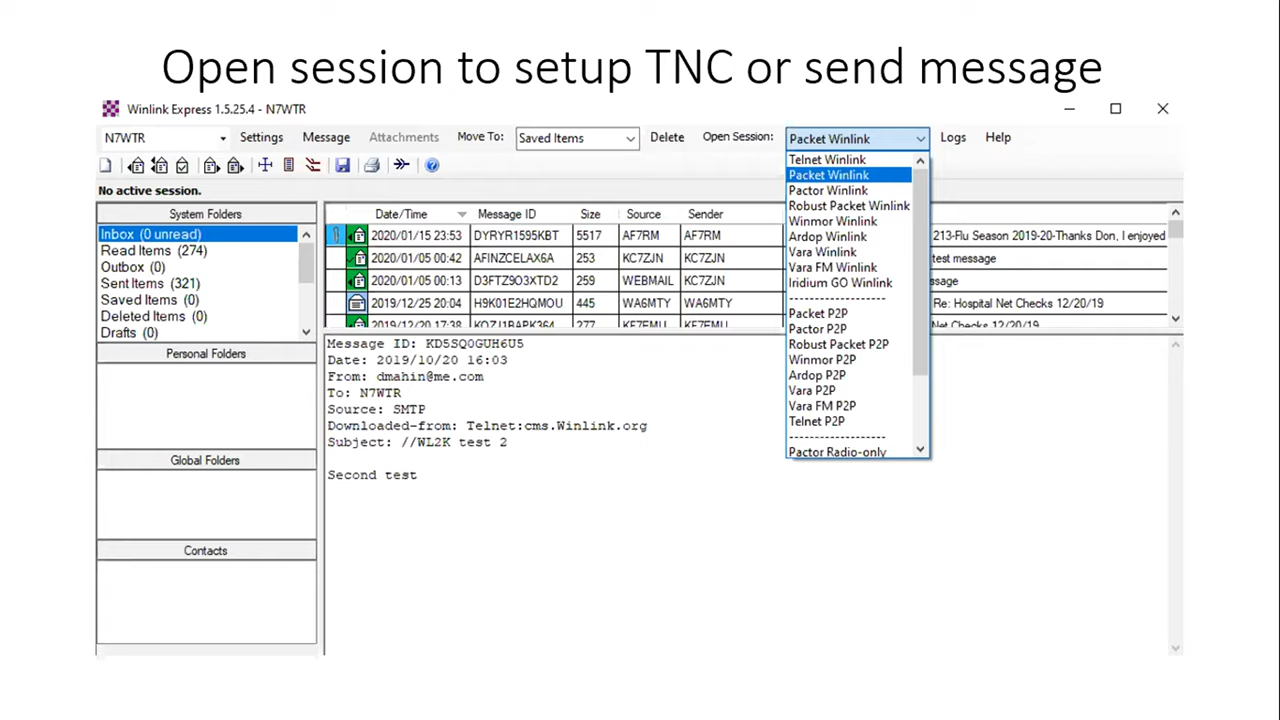 Open session to setup TNC or send message
Winlink Express 1.5.25.4 - N7WTR
N7WTR Settings Message Attachments Move To: Saved Items Delete Open Session: Packet Winlink Logs Help
No active session.
System Folders
Inbox (0 unread)
Read Items (274)
Outbox (0)
Sent Items (321)
Saved Items (0)
Deleted Items (0)
Drafts (0)
Personal Folders
Global Folders
Contacts
Date/Time Message ID Size Source Sender
2020/01/15 23:53 DYRYR1595KBT 5517 AF7RM AF7RM 213-Flu Season 2019-20-Thanks Don, I enjoyed
2020/01/05 00:42 AFINZCELAX6A 253 KC7ZJN KC7ZJN test message
2020/01/05 00:13 D3FTZ9O3XTD2 259 WEBMAIL KC7ZJN sage
2019/12/25 20:04 H9K01E2HQMOU 445 WA6MTY WA6MTY Re: Hospital Net Checks 12/20/19
2019/12/20 17:38 KOZJ1BAPK364 277 KF7EMU KF7EMU Net Checks 12/20/19
Telnet Winlink
Packet Winlink
Pactor Winlink
Robust Packet Winlink
Winmor Winlink
Ardop Winlink
Vara Winlink
Vara FM Winlink
Iridium GO Winlink
------------------
Packet P2P
Pactor P2P
Robust Packet P2P
Winmor P2P
Ardop P2P
Vara P2P
Vara FM P2P
Telnet P2P
------------------
Pactor Radio-only
Message ID: KD5SQ0GUH6U5
Date: 2019/10/20 16:03
From: dmahin@me.com
To: N7WTR
Source: SMTP
Downloaded-from: Telnet:cms.Winlink.org
Subject: //WL2K test 2
Second test